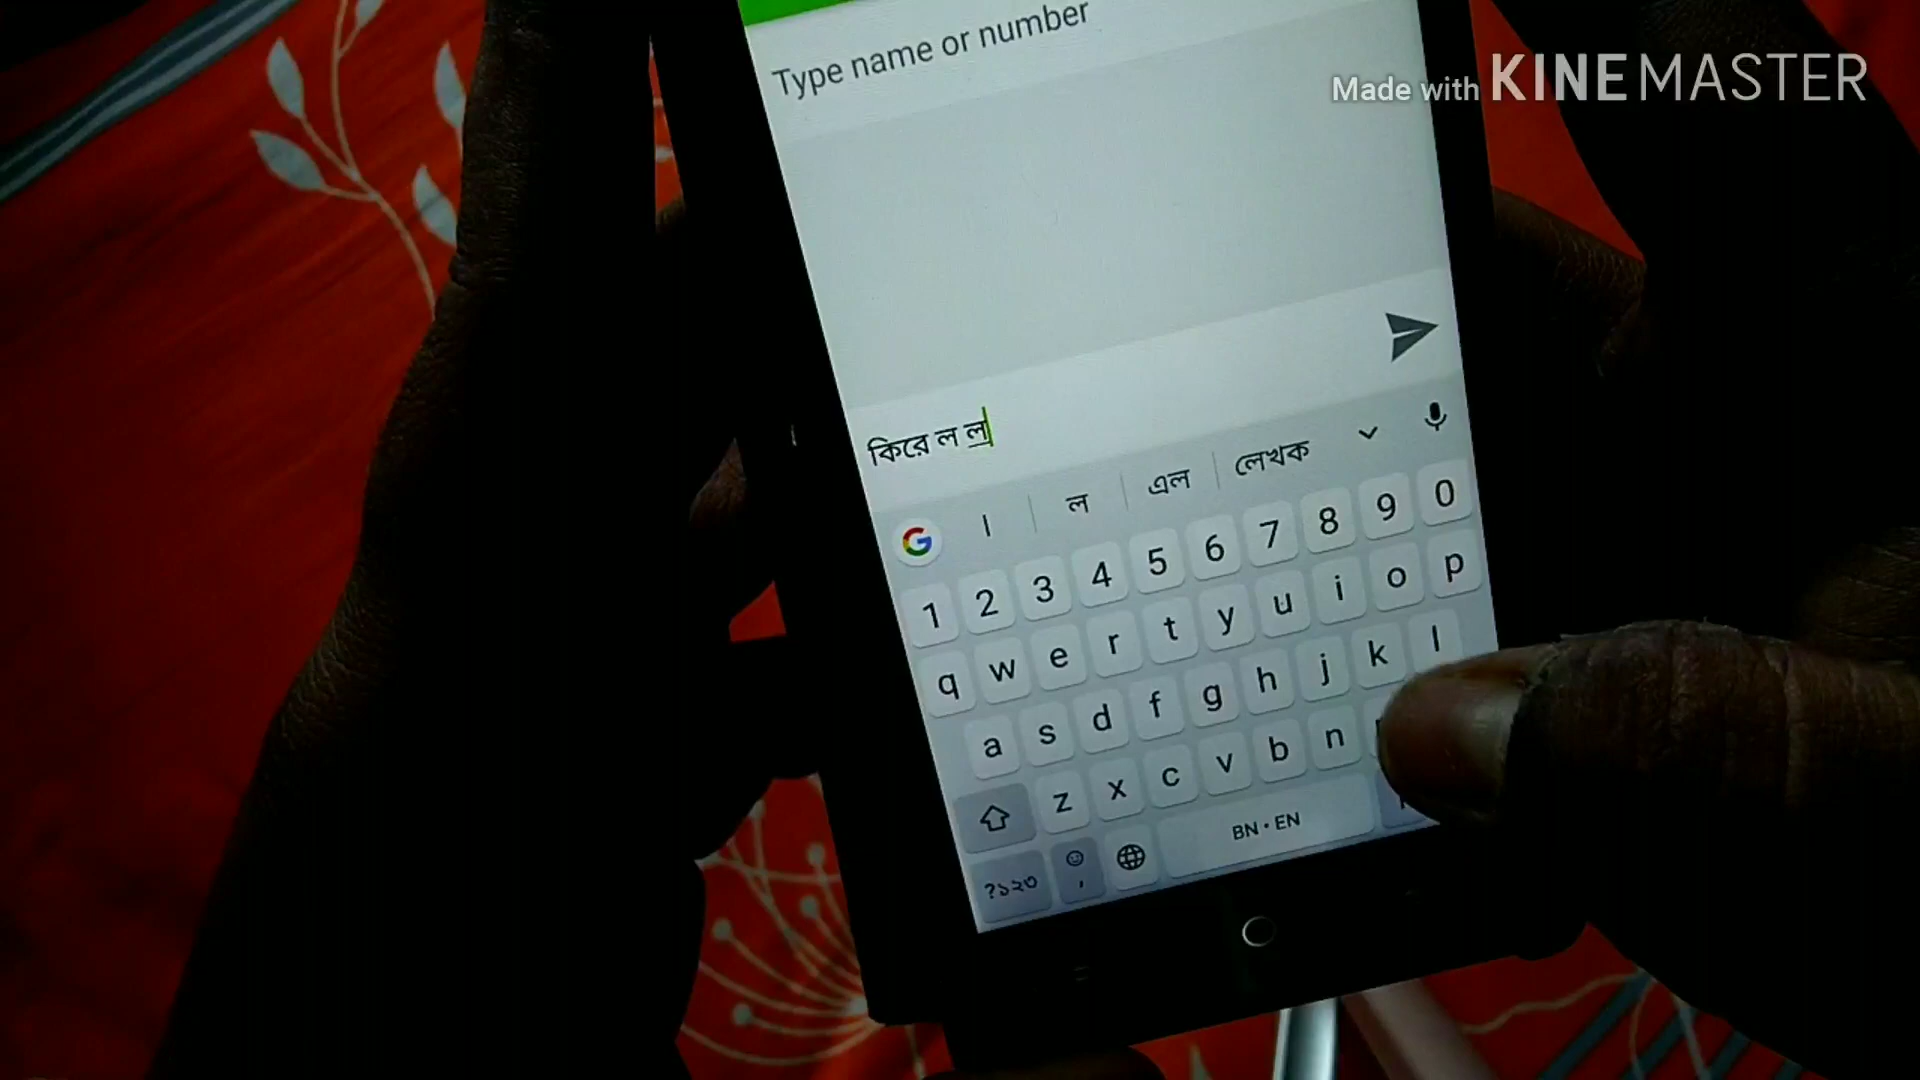 Type name or number
Made with KINEMASTER
কিরে ল ল
। ল এল লেখক
1 2 3 4 5 6 7 8 9 0
q w e r t y u i o p
a s d f g h j k l
z x c v b n
?১২৩ , BN • EN